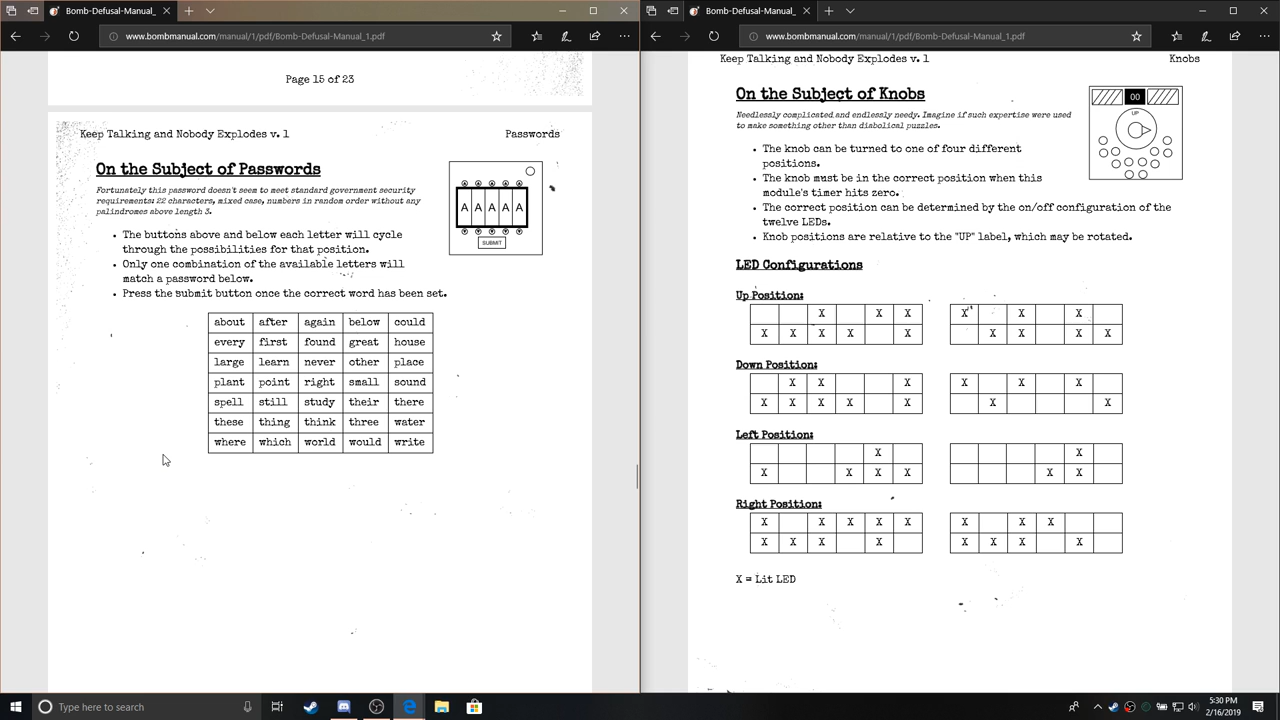 Bomb-Defusal-Manual_1.p
www.bombmanual.com/manual/1/pdf/Bomb-Defusal-Manual_1.pdf
Page 15 of 23
Keep Talking and Nobody Explodes v. 1
Passwords
On the Subject of Passwords
Fortunately this password doesn't seem to meet standard government security
requirements: 22 characters, mixed case, numbers in random order without any
palindromes above length 3.
A A A A A
SUBMIT
• The buttons above and below each letter will cycle
through the possibilities for that position.
• Only one combination of the available letters will
match a password below.
• Press the submit button once the correct word has been set.
about after again below could
every first found great house
large learn never other place
plant point right small sound
spell still study their there
these thing think three water
where which world would write
Bomb-Defusal-Manual_1.p
www.bombmanual.com/manual/1/pdf/Bomb-Defusal-Manual_1.pdf
Keep Talking and Nobody Explodes v. 1
Knobs
On the Subject of Knobs
Needlessly complicated and endlessly needy. Imagine if such expertise were used
to make something other than diabolical puzzles.
00
UP
• The knob can be turned to one of four different
positions.
• The knob must be in the correct position when this
module's timer hits zero.
• The correct position can be determined by the on/off configuration of the
twelve LEDs.
• Knob positions are relative to the "UP" label, which may be rotated.
LED Configurations
Up Position:
X X X X X X
X X X X X X X X X X
Down Position:
X X X X X X
X X X X X X X
Left Position:
X X
X X X X X X
Right Position:
X X X X X X X X
X X X X X X X X
X = Lit LED
Type here to search
5:30 PM
2/16/2019